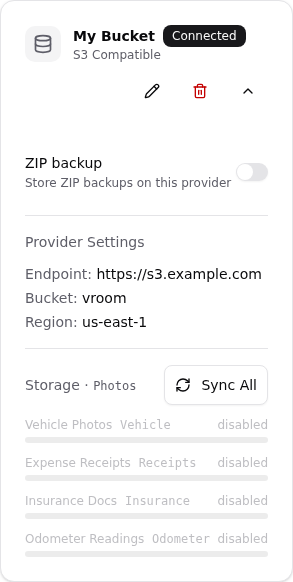 My Bucket Connected
S3 Compatible
ZIP backup
Store ZIP backups on this provider
Provider Settings
Endpoint: https://s3.example.com
Bucket: vroom
Region: us-east-1
Storage · Photos Sync All
Vehicle Photos Vehicle disabled
Expense Receipts Receipts disabled
Insurance Docs Insurance disabled
Odometer Readings Odometer disabled